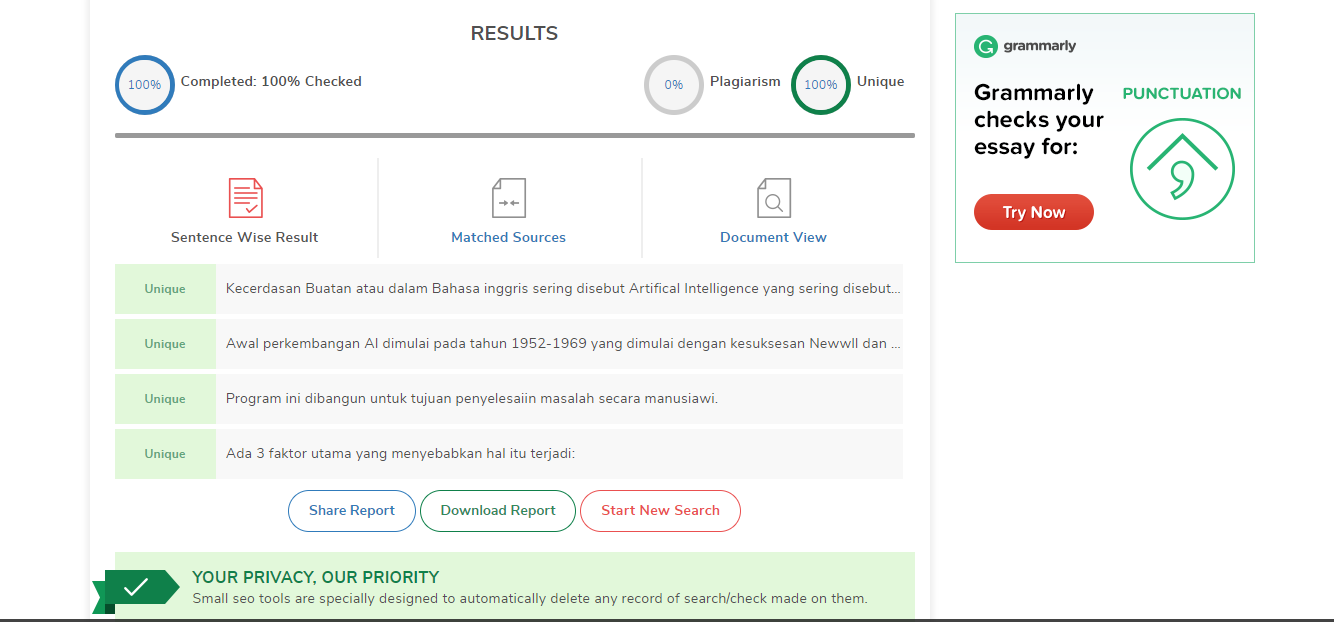 RESULTS
100%
Completed: 100% Checked
0%
Plagiarism
100%
Unique
Sentence Wise Result
Matched Sources
Document View
Unique
Kecerdasan Buatan atau dalam Bahasa inggris sering disebut Artifical Intelligence yang sering disebut...
Unique
Awal perkembangan AI dimulai pada tahun 1952-1969 yang dimulai dengan kesuksesan Newwll dan ...
Unique
Program ini dibangun untuk tujuan penyelesaiin masalah secara manusiawi.
Unique
Ada 3 faktor utama yang menyebabkan hal itu terjadi:
Share Report
Download Report
Start New Search
YOUR PRIVACY, OUR PRIORITY
Small seo tools are specially designed to automatically delete any record of search/check made on them.
grammarly
Grammarly
checks your
essay for:
PUNCTUATION
Try Now